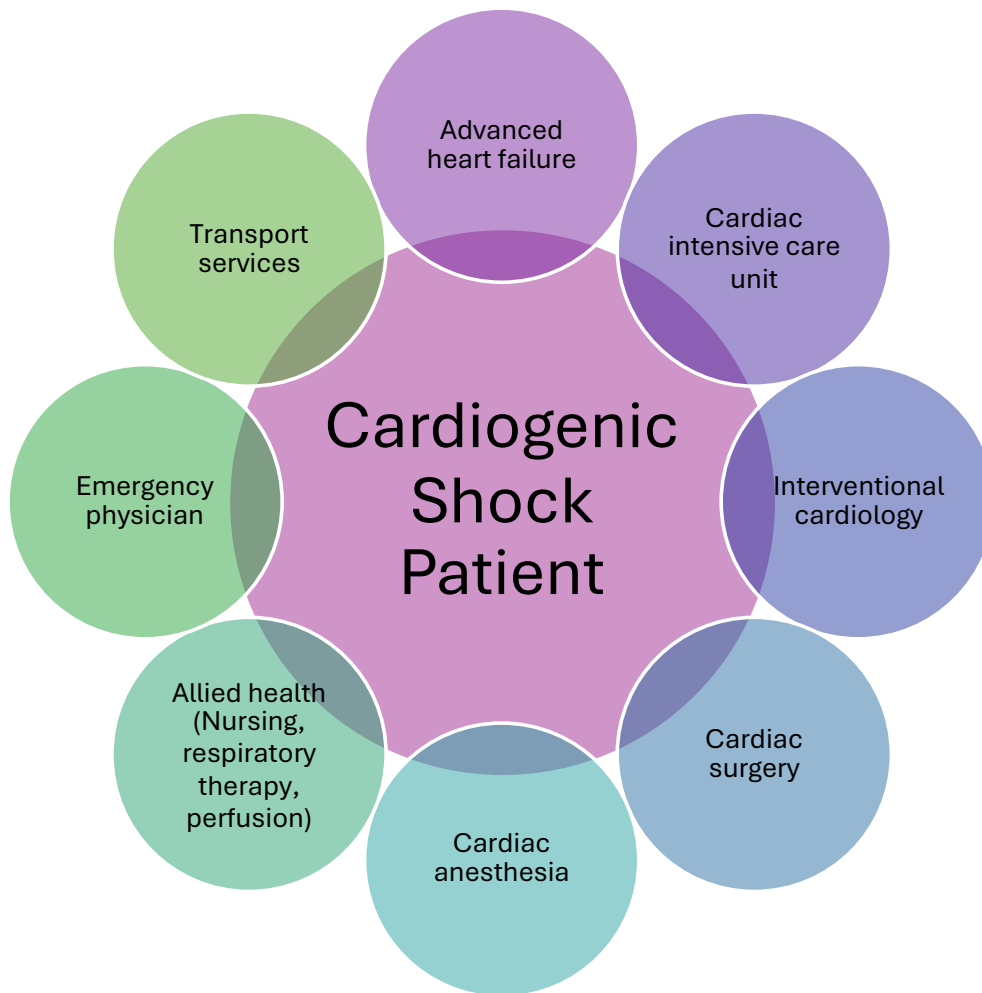 Advanced
heart failure
Cardiac
intensive care
unit
Interventional
cardiology
Cardiac
surgery
Cardiac
anesthesia
Allied health
(Nursing,
respiratory
therapy,
perfusion)
Emergency
physician
Transport
services
Cardiogenic
Shock
Patient